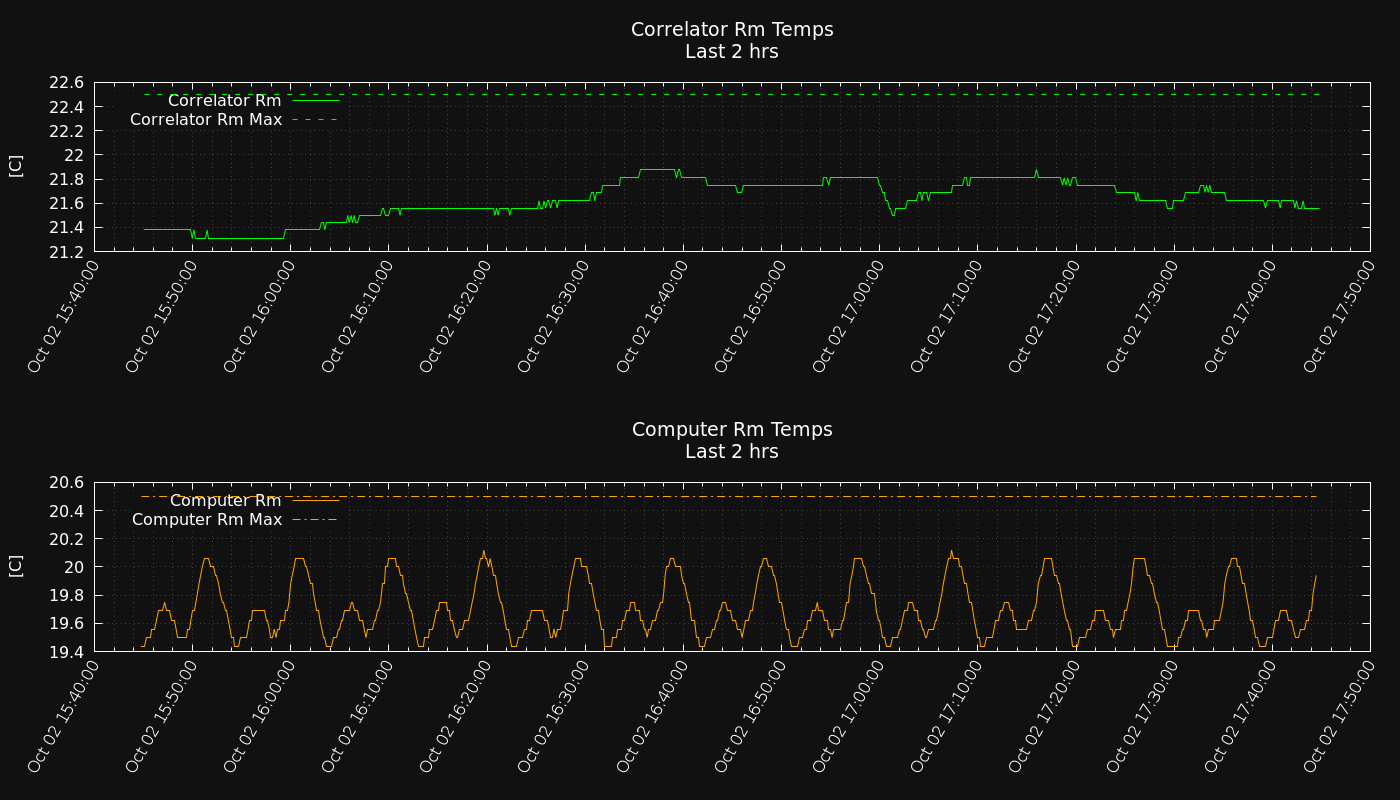 Correlator Rm Temps
Last 2 hrs
[C]
22.6
22.4
22.2
22
21.8
21.6
21.4
21.2
Correlator Rm
Correlator Rm Max
Oct 02 15:40:00
Oct 02 15:50:00
Oct 02 16:00:00
Oct 02 16:10:00
Oct 02 16:20:00
Oct 02 16:30:00
Oct 02 16:40:00
Oct 02 16:50:00
Oct 02 17:00:00
Oct 02 17:10:00
Oct 02 17:20:00
Oct 02 17:30:00
Oct 02 17:40:00
Oct 02 17:50:00
Computer Rm Temps
Last 2 hrs
[C]
20.6
20.4
20.2
20
19.8
19.6
19.4
Computer Rm
Computer Rm Max
Oct 02 15:40:00
Oct 02 15:50:00
Oct 02 16:00:00
Oct 02 16:10:00
Oct 02 16:20:00
Oct 02 16:30:00
Oct 02 16:40:00
Oct 02 16:50:00
Oct 02 17:00:00
Oct 02 17:10:00
Oct 02 17:20:00
Oct 02 17:30:00
Oct 02 17:40:00
Oct 02 17:50:00